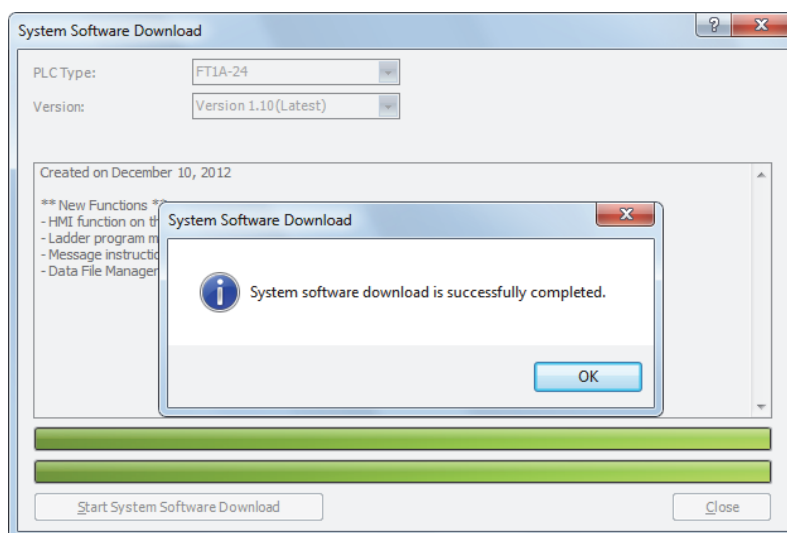 System Software Download
PLC Type:
FT1A-24
Version:
Version 1.10(Latest)
Created on December 10, 2012
** New Functions **
- HMI function on th
- Ladder program m
- Message instructio
- Data File Manager
System Software Download
System software download is successfully completed.
OK
Start System Software Download
Close